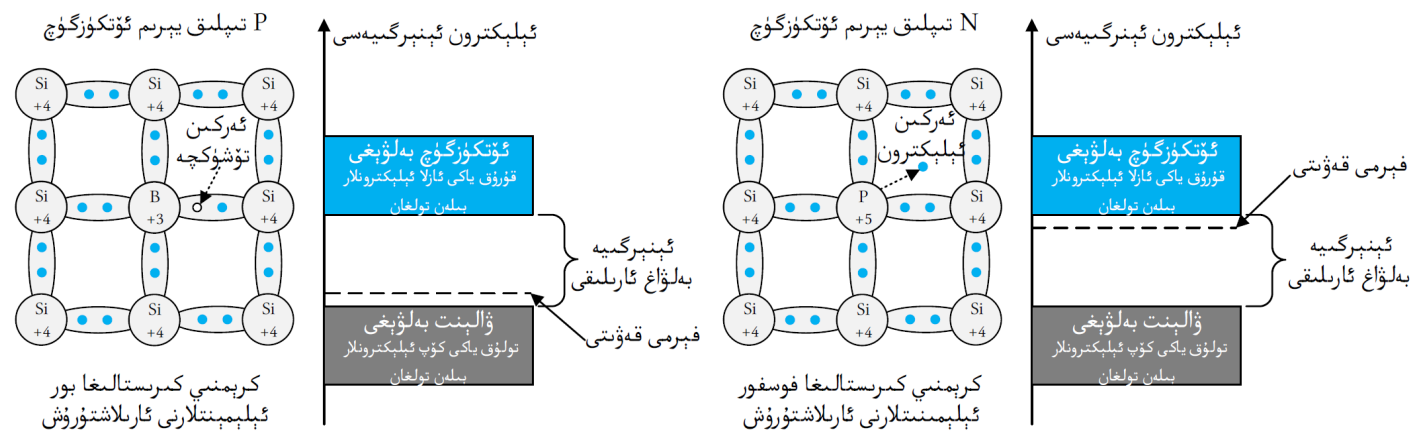 P تىپلىق يېرىم ئۆتكۈزگۈچ
Si
+4
Si
+4
Si
+4
ئەركىن
تۆشۈكچە
Si
+4
B
+3
Si
+4
Si
+4
Si
+4
Si
+4
كرېمنىي كىرىستالىغا بور
ئېلېمېنتلارنى ئارىلاشتۇرۇش
ئېلېكترون ئېنېرگىيەسى
ئۆتكۈزگۈچ بەلۋېغى
قۇرۇق ياكى ئازلا ئېلېكترونلار
بىلەن تولغان
ئېنېرگىيە
بەلۋاغ ئارىلىقى
ۋالېنت بەلۋېغى
تولۇق ياكى كۆپ ئېلېكترونلار
بىلەن تولغان
فېرمى قەۋىتى
N تىپلىق يېرىم ئۆتكۈزگۈچ
Si
+4
Si
+4
Si
+4
ئەركىن
ئېلېكترون
Si
+4
P
+5
Si
+4
Si
+4
Si
+4
Si
+4
كرېمنىي كىرىستالىغا فوسفور
ئېلېمىنىتلارنى ئارىلاشتۇرۇش
ئېلېكترون ئېنرگىيەسى
ئۆتكۈزگۈچ بەلۋېغى
قۇرۇق ياكى ئازلا ئېلېكترونلار
بىلەن تولغان
فېرمى قەۋىتى
ئېنېرگىيە
بەلۋاغ ئارىلىقى
ۋالېنت بەلۋېغى
تولۇق ياكى كۆپ ئېلېكترونلار
بىلەن تولغان